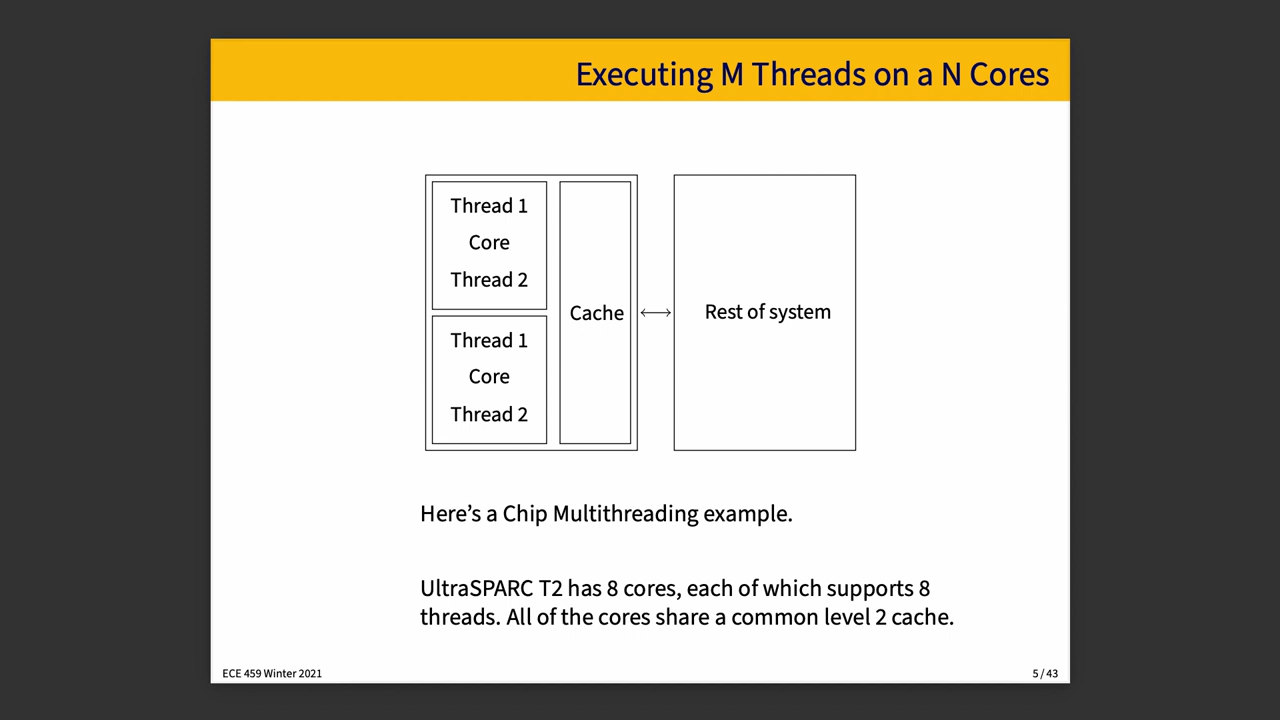 Executing M Threads on a N Cores
Thread 1
Core
Thread 2
Thread 1
Core
Thread 2
Cache
Rest of system
Here’s a Chip Multithreading example.
UltraSPARC T2 has 8 cores, each of which supports 8
threads. All of the cores share a common level 2 cache.
ECE 459 Winter 2021
5 / 43